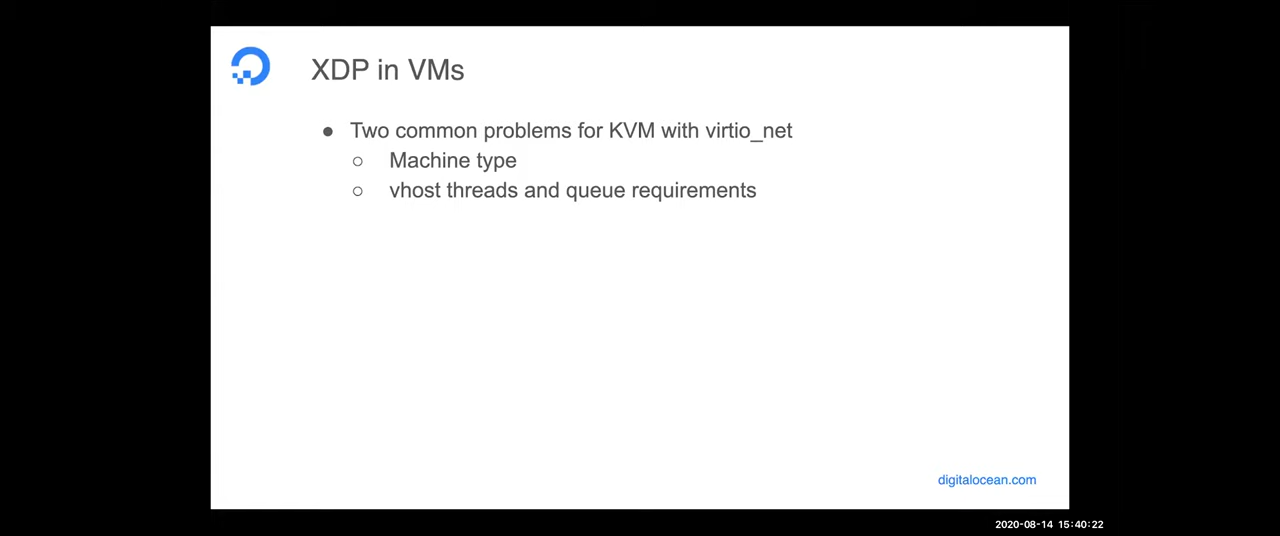 XDP in VMs
● Two common problems for KVM with virtio_net
○ Machine type
○ vhost threads and queue requirements
digitalocean.com
2020-08-14 15:40:22